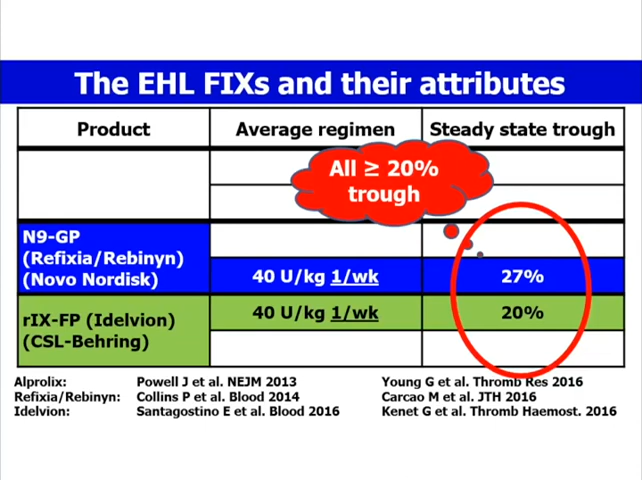 The EHL FIXs and their attributes
Product Average regimen Steady state trough
All ≥ 20%
trough
N9-GP
(Refixia/Rebinyn)
(Novo Nordisk) 40 U/kg 1/wk 27%
rIX-FP (Idelvion) 40 U/kg 1/wk 20%
(CSL-Behring)
Alprolix: Powell J et al. NEJM 2013 Young G et al. Thromb Res 2016
Refixia/Rebinyn: Collins P et al. Blood 2014 Carcao M et al. JTH 2016
Idelvion: Santagostino E et al. Blood 2016 Kenet G et al. Thromb Haemost. 2016